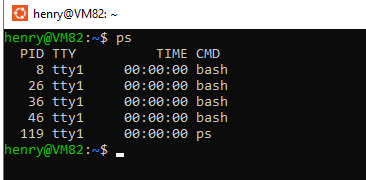 henry@VM82: ~
henry@VM82:~$ ps
  PID TTY          TIME CMD
    8 tty1     00:00:00 bash
   26 tty1     00:00:00 bash
   36 tty1     00:00:00 bash
   46 tty1     00:00:00 bash
  119 tty1     00:00:00 ps
henry@VM82:~$